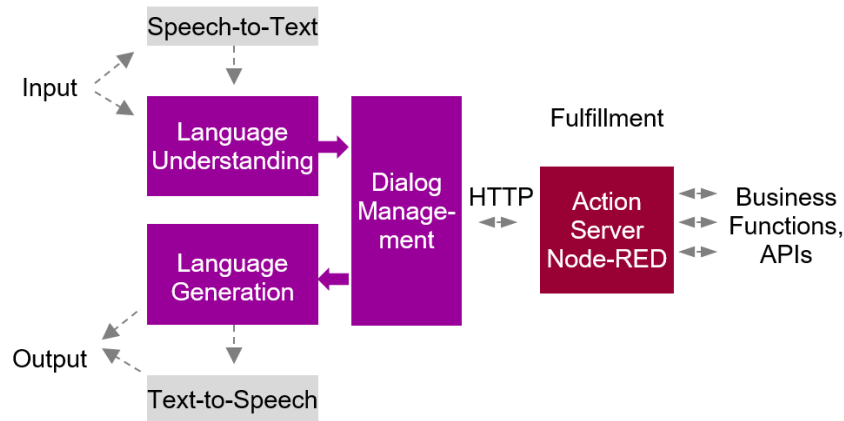 Speech-to-Text
Input
Language
Understanding
Dialog
Manage-
ment
Language
Generation
Output
Text-to-Speech
HTTP
Fulfillment
Action
Server
Node-RED
Business
Functions,
APIs